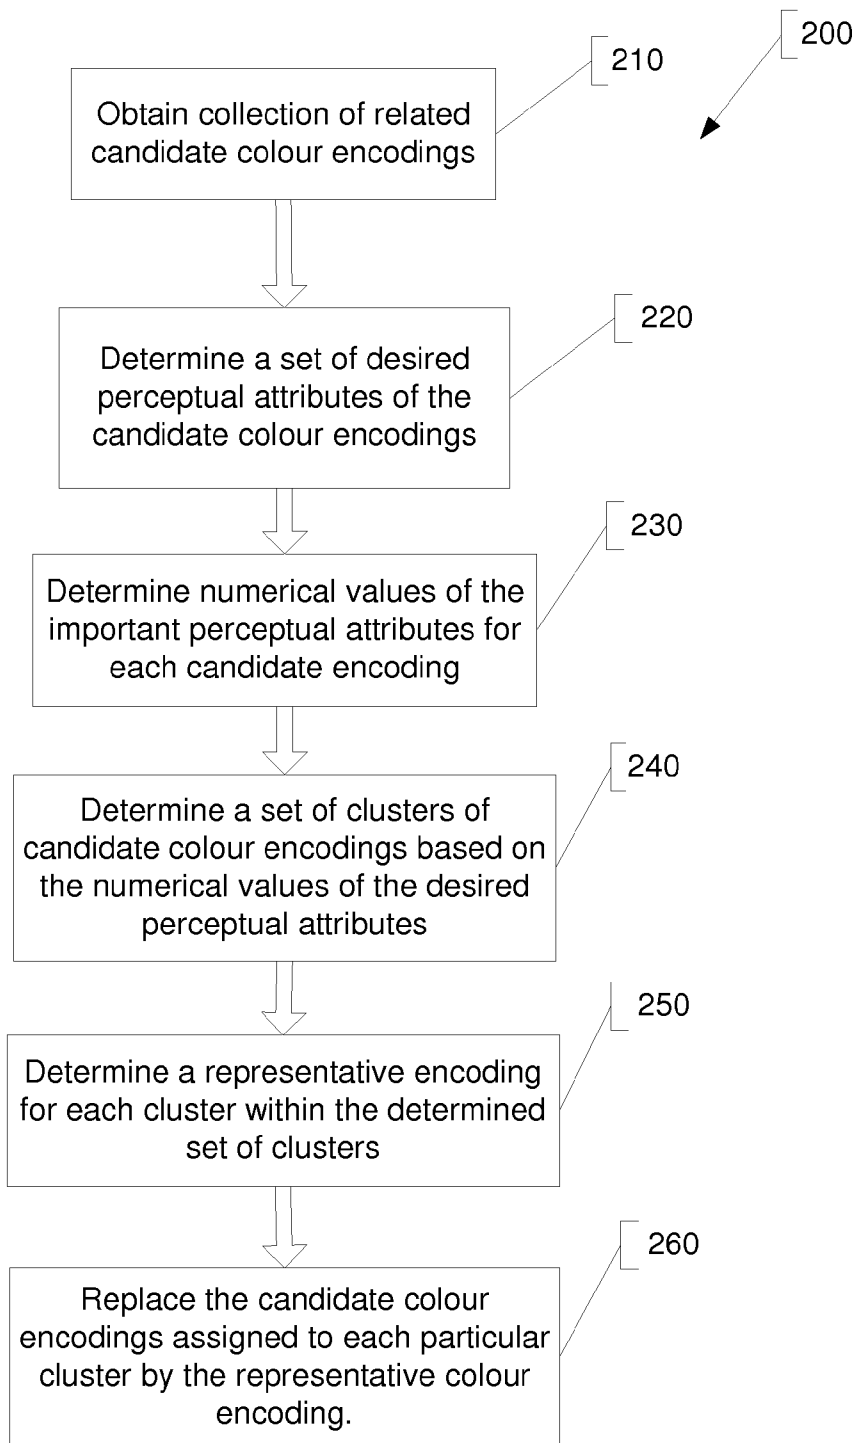 200
210
Obtain collection of related
candidate colour encodings
220
Determine a set of desired
perceptual attributes of the
candidate colour encodings
230
Determine numerical values of the
important perceptual attributes for
each candidate encoding
240
Determine a set of clusters of
candidate colour encodings based on
the numerical values of the desired
perceptual attributes
250
Determine a representative encoding
for each cluster within the determined
set of clusters
260
Replace the candidate colour
encodings assigned to each particular
cluster by the representative colour
encoding.